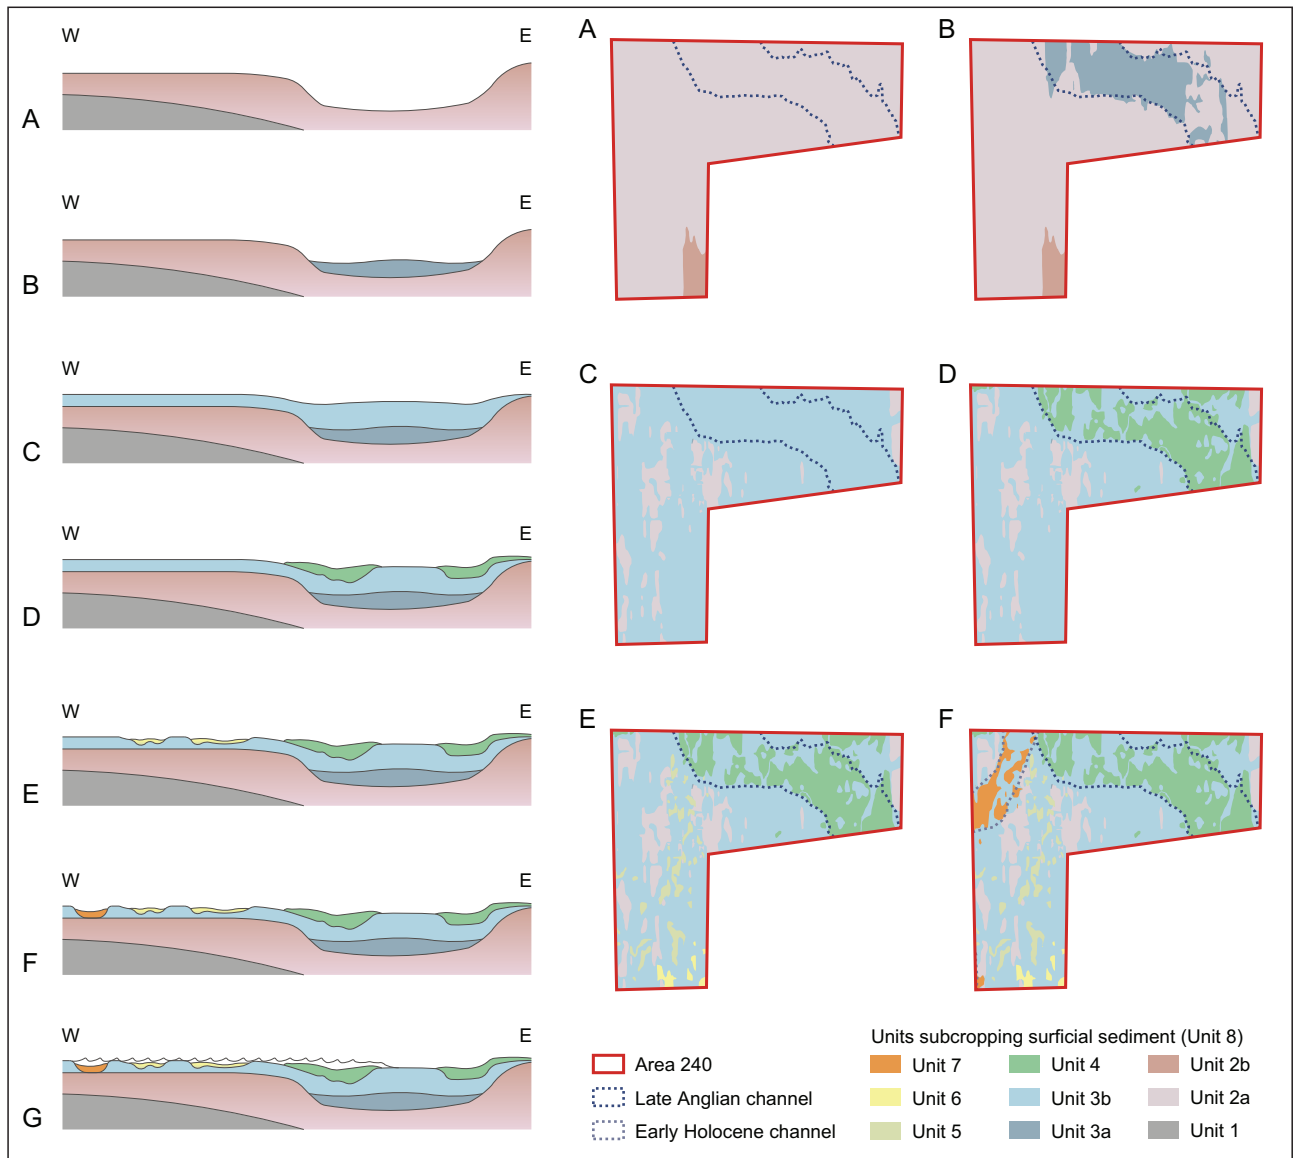 W E
A
W E
B
W E
C
W E
D
W E
E
W E
F
W E
G
A
B
C
D
E
F
Units subcropping surficial sediment (Unit 8)
Area 240
Late Anglian channel
Early Holocene channel
Unit 7
Unit 6
Unit 5
Unit 4
Unit 3b
Unit 3a
Unit 2b
Unit 2a
Unit 1